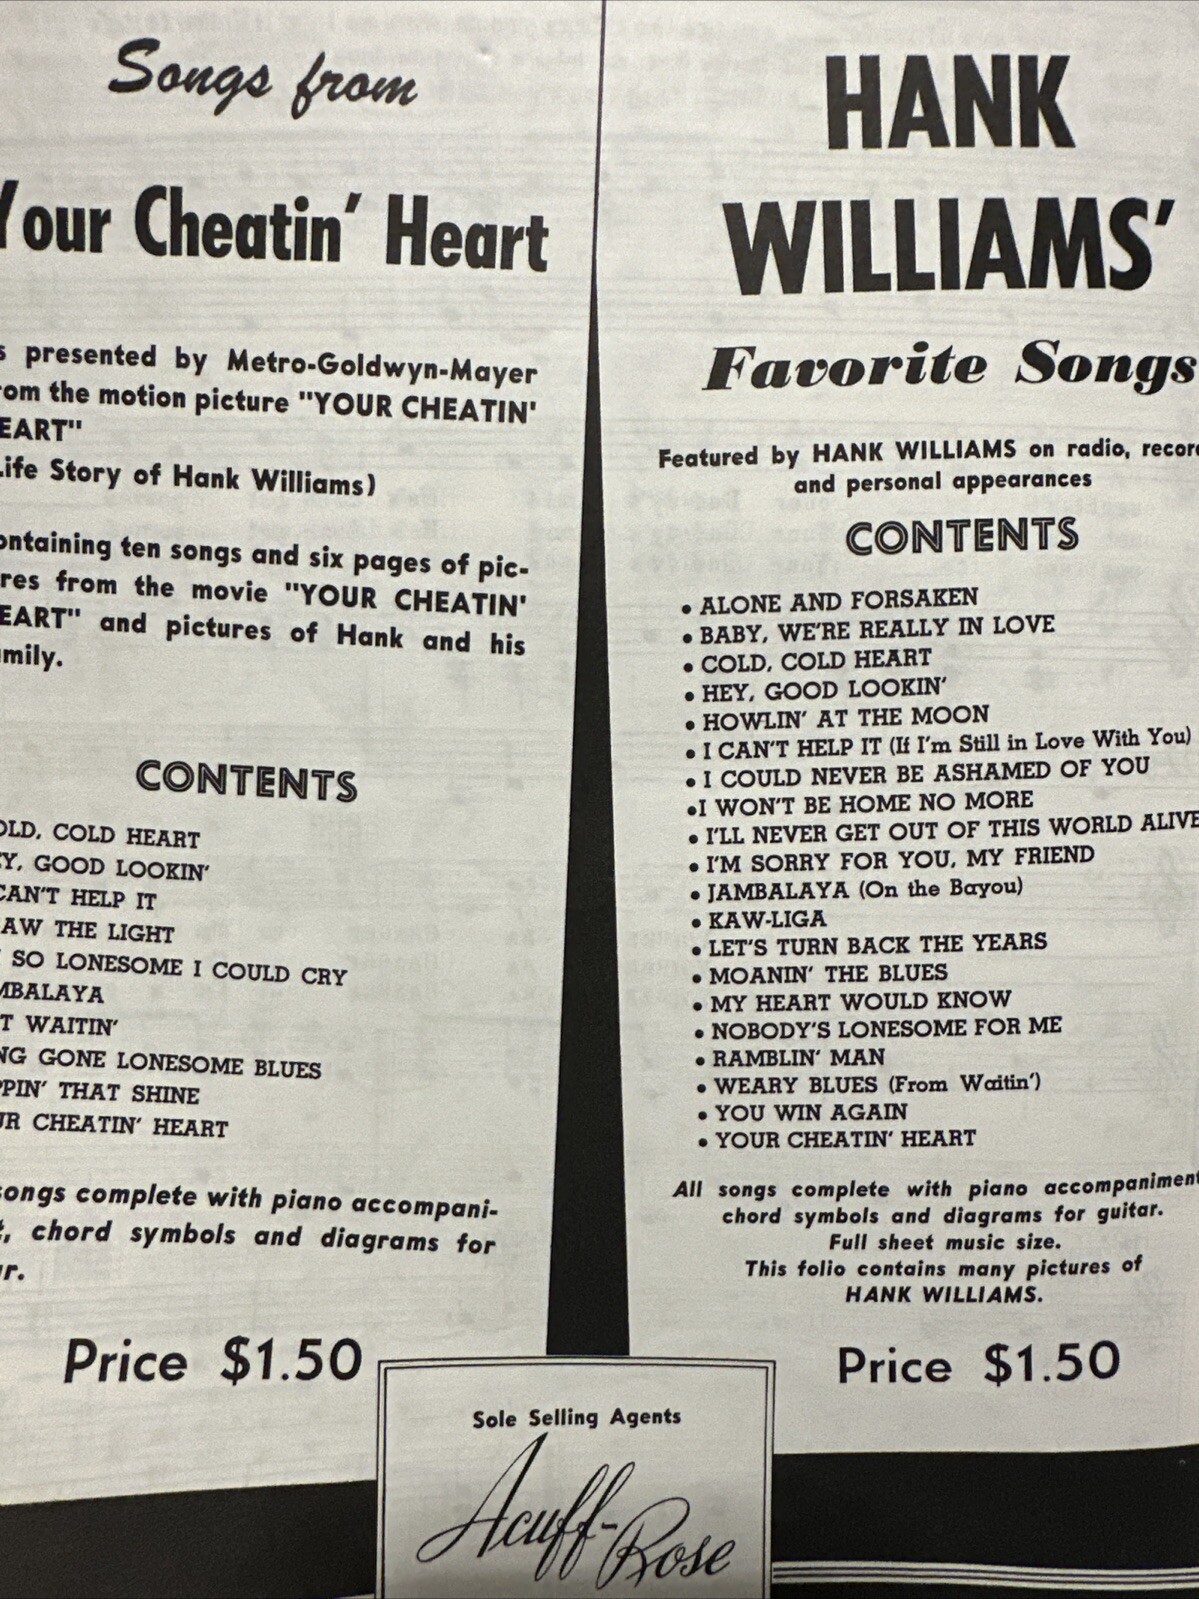 Songs from
Your Cheatin' Heart
s presented by Metro-Goldwyn-Mayer
rom the motion picture "YOUR CHEATIN'
EART"
Life Story of Hank Williams)
ontaining ten songs and six pages of pic-
res from the movie "YOUR CHEATIN'
EART" and pictures of Hank and his
mily.
CONTENTS
OLD, COLD HEART
EY, GOOD LOOKIN'
CAN'T HELP IT
AW THE LIGHT
SO LONESOME I COULD CRY
MBALAYA
T WAITIN'
NG GONE LONESOME BLUES
PPIN' THAT SHINE
UR CHEATIN' HEART
songs complete with piano accompani-
t, chord symbols and diagrams for
r.
Price $1.50
HANK
WILLIAMS'
Favorite Songs
Featured by HANK WILLIAMS on radio, recor
and personal appearances
CONTENTS
• ALONE AND FORSAKEN
• BABY, WE'RE REALLY IN LOVE
• COLD, COLD HEART
• HEY, GOOD LOOKIN'
• HOWLIN' AT THE MOON
• I CAN'T HELP IT (If I'm Still in Love With You)
• I COULD NEVER BE ASHAMED OF YOU
• I WON'T BE HOME NO MORE
• I'LL NEVER GET OUT OF THIS WORLD ALIVE
• I'M SORRY FOR YOU, MY FRIEND
• JAMBALAYA (On the Bayou)
• KAW-LIGA
• LET'S TURN BACK THE YEARS
• MOANIN' THE BLUES
• MY HEART WOULD KNOW
• NOBODY'S LONESOME FOR ME
• RAMBLIN' MAN
• WEARY BLUES (From Waitin')
• YOU WIN AGAIN
• YOUR CHEATIN' HEART
All songs complete with piano accompaniment
chord symbols and diagrams for guitar.
Full sheet music size.
This folio contains many pictures of
HANK WILLIAMS.
Price $1.50
Sole Selling Agents
Acuff-Rose